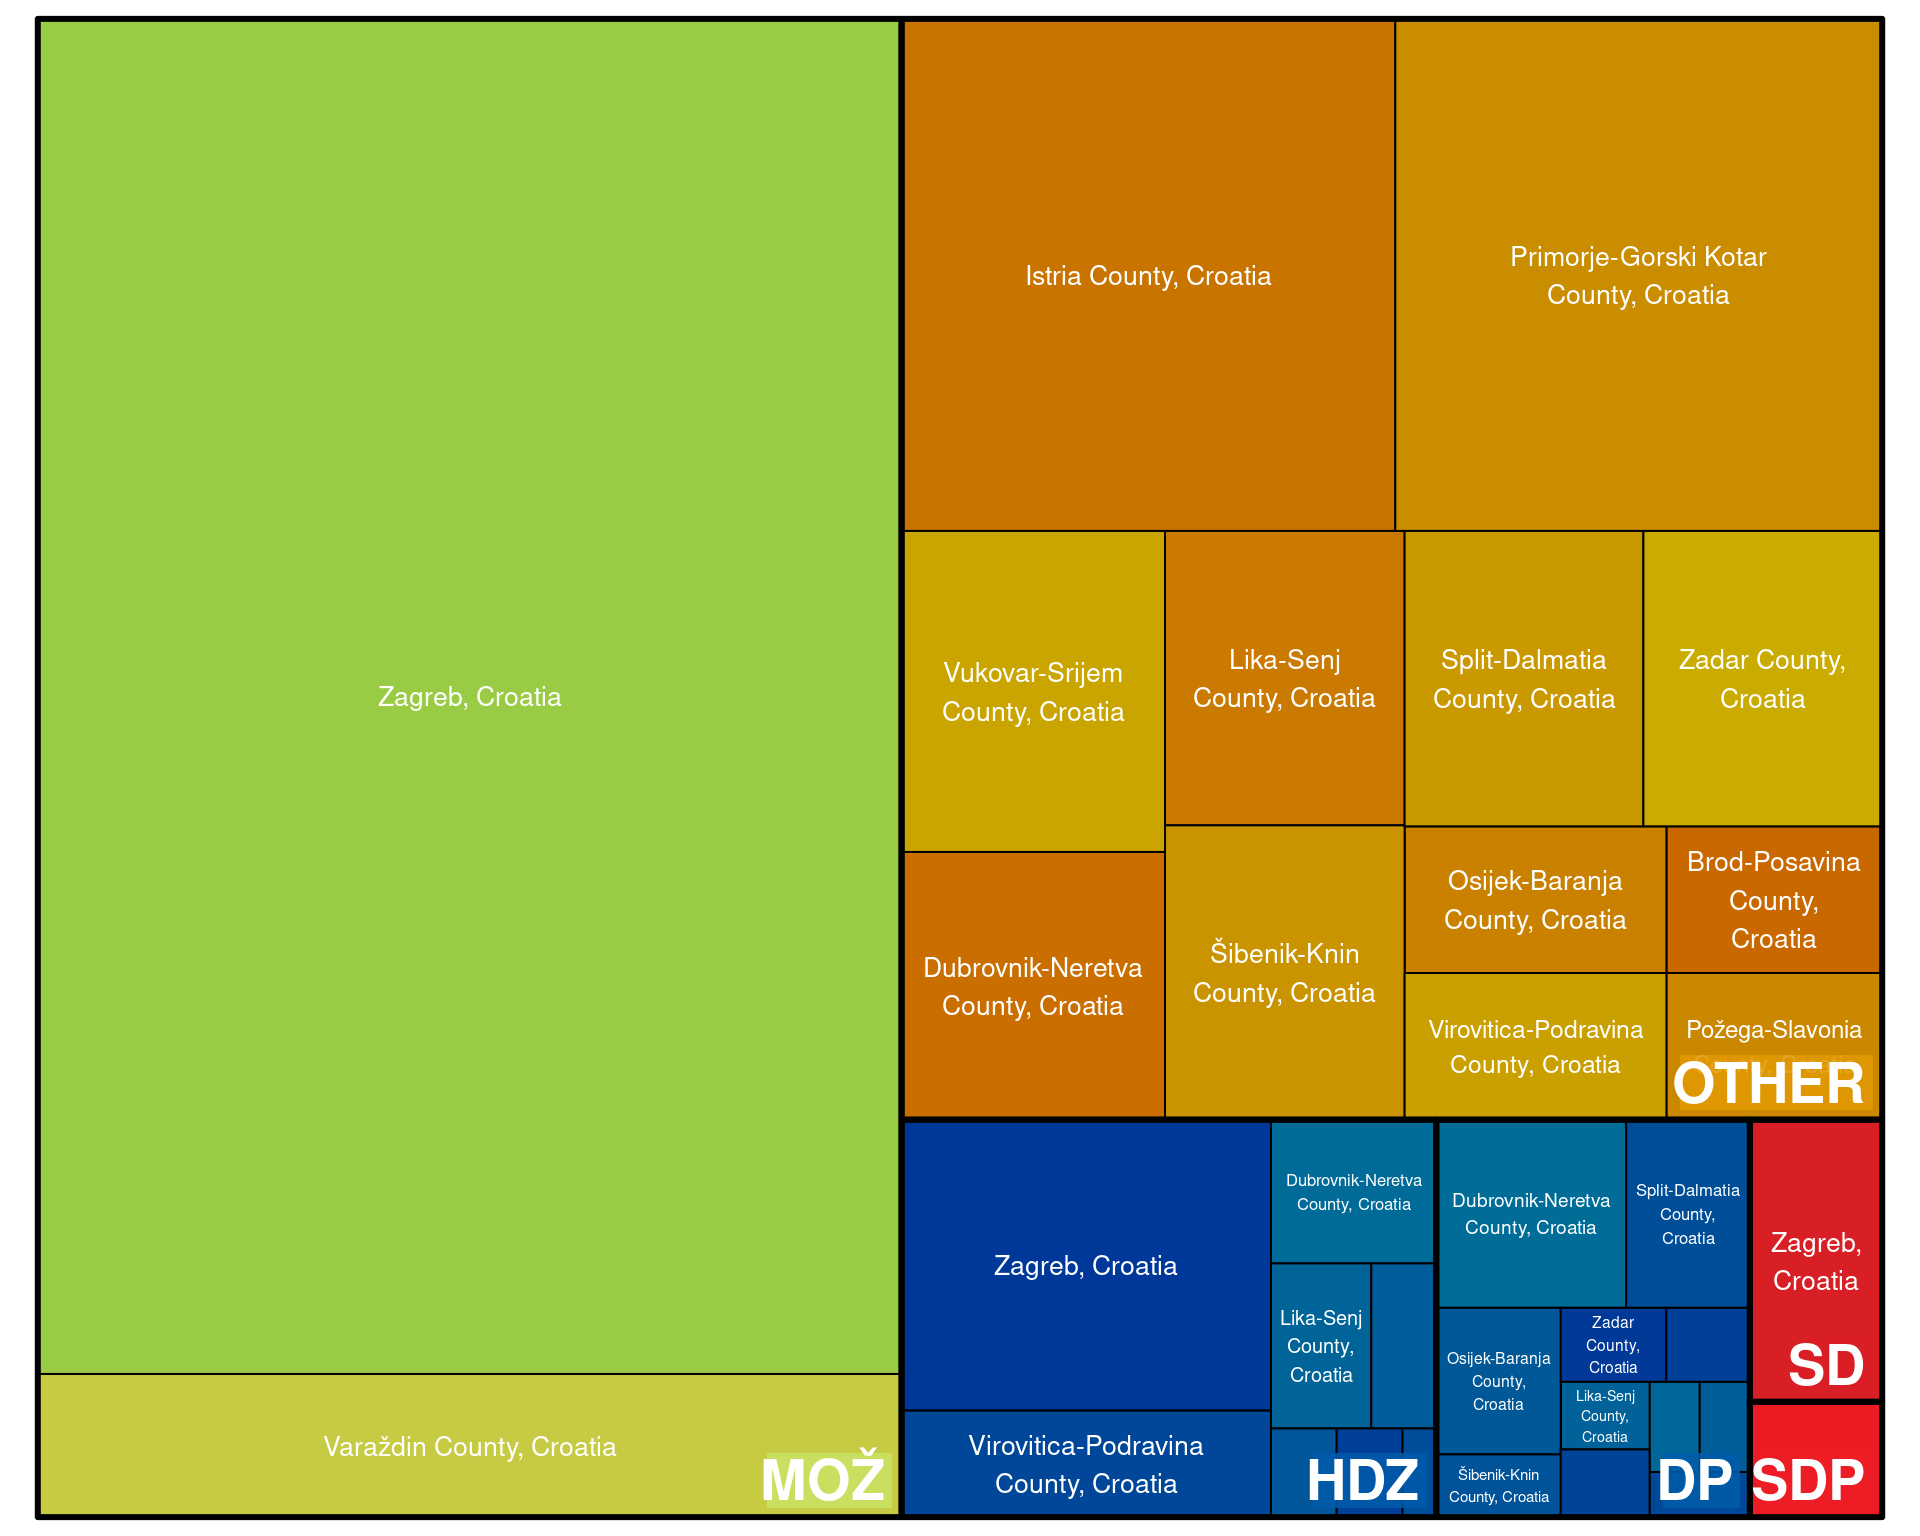 Zagreb, Croatia
Varaždin County, Croatia
MOŽ
Istria County, Croatia
Primorje-Gorski Kotar
County, Croatia
Vukovar-Srijem
County, Croatia
Lika-Senj
County, Croatia
Split-Dalmatia
County, Croatia
Zadar County,
Croatia
Dubrovnik-Neretva
County, Croatia
Šibenik-Knin
County, Croatia
Osijek-Baranja
County, Croatia
Brod-Posavina
County,
Croatia
Virovitica-Podravina
County, Croatia
Požega-Slavonia
OTHER
Zagreb, Croatia
Virovitica-Podravina
County, Croatia
Dubrovnik-Neretva
County, Croatia
Lika-Senj
County,
Croatia
HDZ
Dubrovnik-Neretva
County, Croatia
Split-Dalmatia
County,
Croatia
Osijek-Baranja
County,
Croatia
Zadar
County,
Croatia
Lika-Senj
County,
Croatia
Šibenik-Knin
County, Croatia
DP
Zagreb,
Croatia
SD
SDP